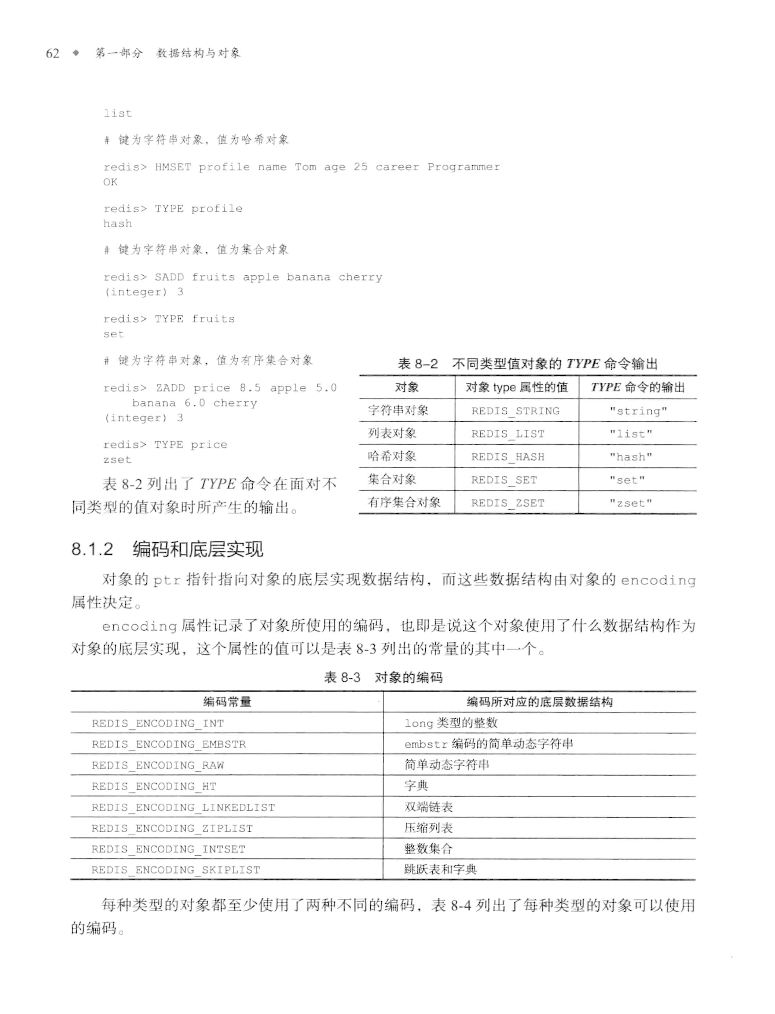 62 ◆ 第一部分 数据结构与对象
list
# 键为字符串对象，值为哈希对象
redis> HMSET profile name Tom age 25 career Programmer
OK
redis> TYPE profile
hash
# 键为字符串对象，值为集合对象
redis> SADD fruits apple banana cherry
(integer) 3
redis> TYPE fruits
set
# 键为字符串对象，值为有序集合对象
redis> ZADD price 8.5 apple 5.0
banana 6.0 cherry
(integer) 3
redis> TYPE price
zset
表 8-2 列出了 TYPE 命令在面对不
同类型的值对象时所产生的输出。
表 8-2 不同类型值对象的 TYPE 命令输出
对象 对象 type 属性的值 TYPE 命令的输出
字符串对象 REDIS_STRING "string"
列表对象 REDIS_LIST "list"
哈希对象 REDIS_HASH "hash"
集合对象 REDIS_SET "set"
有序集合对象 REDIS_ZSET "zset"
8.1.2 编码和底层实现
对象的 ptr 指针指向对象的底层实现数据结构，而这些数据结构由对象的 encoding
属性决定。
encoding 属性记录了对象所使用的编码，也即是说这个对象使用了什么数据结构作为
对象的底层实现，这个属性的值可以是表 8-3 列出的常量的其中一个。
表 8-3 对象的编码
编码常量 编码所对应的底层数据结构
REDIS_ENCODING_INT long 类型的整数
REDIS_ENCODING_EMBSTR embstr 编码的简单动态字符串
REDIS_ENCODING_RAW 简单动态字符串
REDIS_ENCODING_HT 字典
REDIS_ENCODING_LINKEDLIST 双端链表
REDIS_ENCODING_ZIPLIST 压缩列表
REDIS_ENCODING_INTSET 整数集合
REDIS_ENCODING_SKIPLIST 跳跃表和字典
每种类型的对象都至少使用了两种不同的编码，表 8-4 列出了每种类型的对象可以使用
的编码。